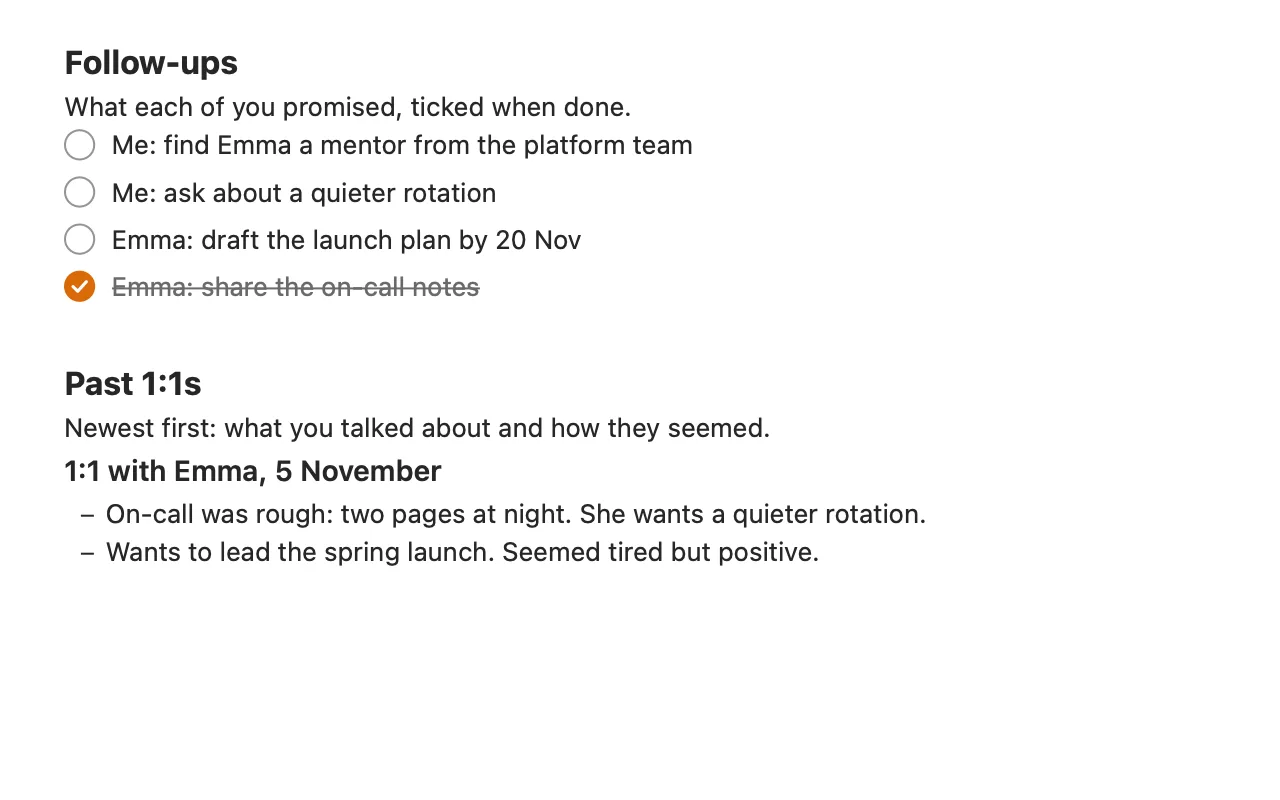 Follow-ups
What each of you promised, ticked when done.
Me: find Emma a mentor from the platform team
Me: ask about a quieter rotation
Emma: draft the launch plan by 20 Nov
Emma: share the on-call notes
Past 1:1s
Newest first: what you talked about and how they seemed.
1:1 with Emma, 5 November
– On-call was rough: two pages at night. She wants a quieter rotation.
– Wants to lead the spring launch. Seemed tired but positive.